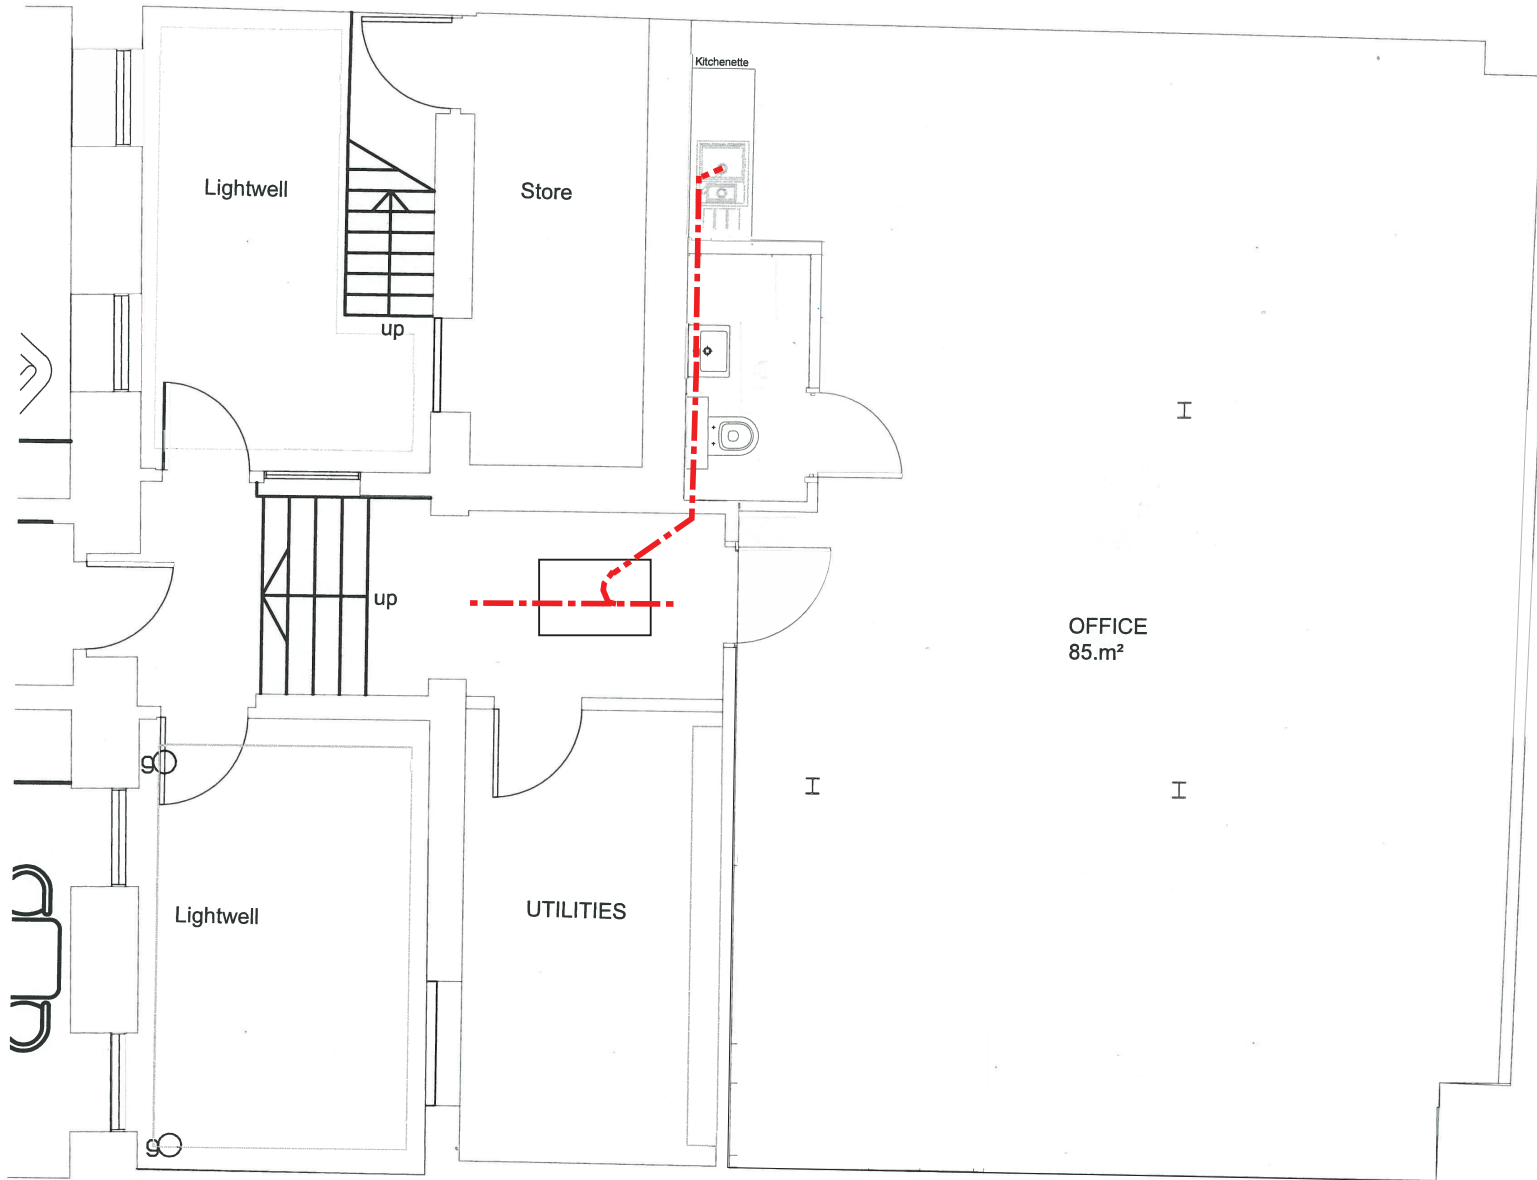 Kitchenette
Lightwell
Store
up
up
OFFICE
85.m²
g
Lightwell
UTILITIES
g